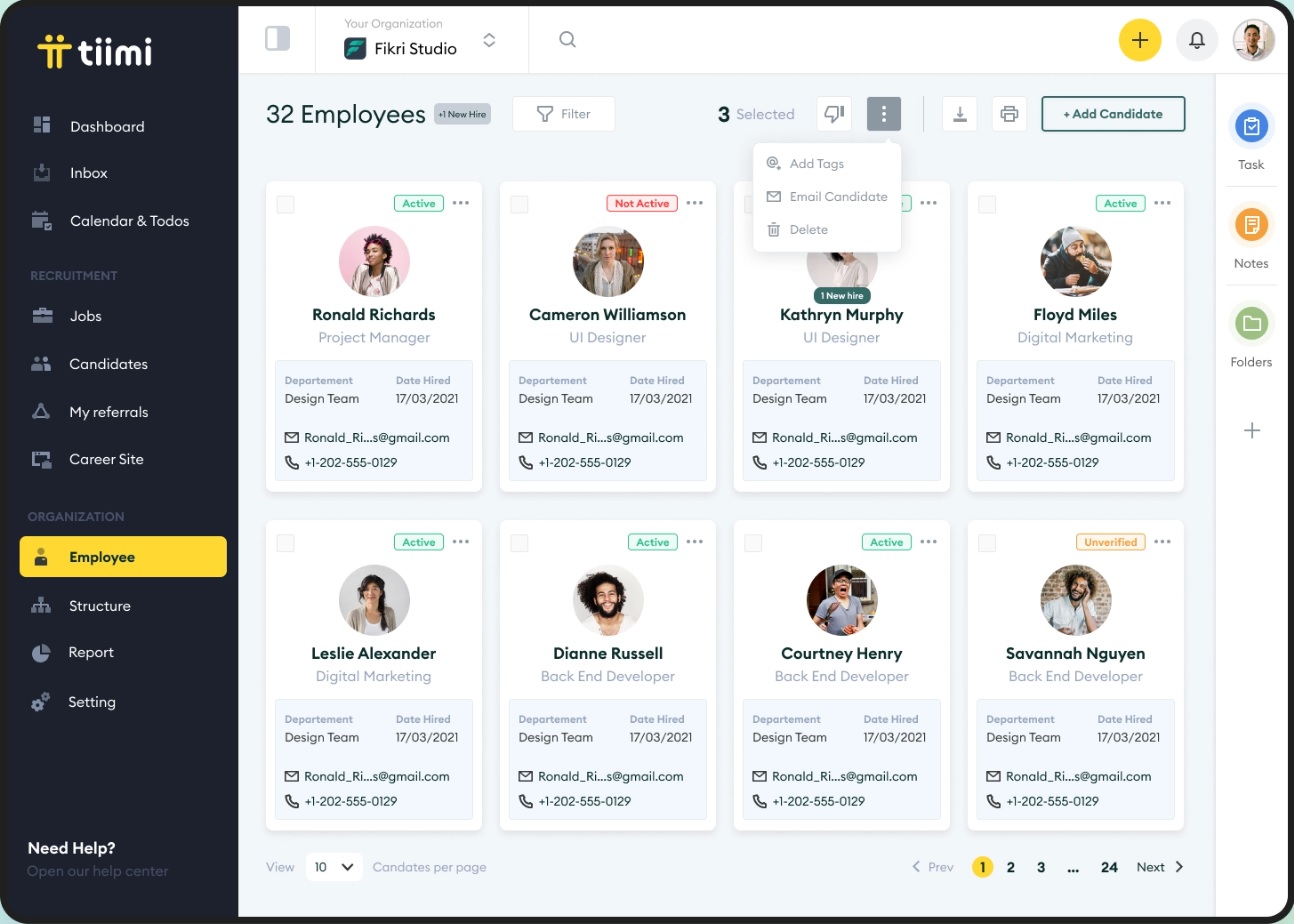 tiimi
Dashboard
Inbox
Calendar & Todos
RECRUITMENT
Jobs
Candidates
My referrals
Career Site
ORGANIZATION
Employee
Structure
Report
Setting
Need Help?
Open our help center
Your Organization
Fikri Studio
32 Employees +1 New Hire Filter 3 Selected + Add Candidate
Add Tags
Email Candidate
Delete
Active
Ronald Richards
Project Manager
Departement Date Hired
Design Team 17/03/2021
Ronald_Ri...s@gmail.com
+1-202-555-0129
Not Active
Cameron Williamson
UI Designer
Departement Date Hired
Design Team 17/03/2021
Ronald_Ri...s@gmail.com
+1-202-555-0129
1 New hire
Kathryn Murphy
UI Designer
Departement Date Hired
Design Team 17/03/2021
Ronald_Ri...s@gmail.com
+1-202-555-0129
Active
Floyd Miles
Digital Marketing
Departement Date Hired
Design Team 17/03/2021
Ronald_Ri...s@gmail.com
+1-202-555-0129
Active
Leslie Alexander
Digital Marketing
Departement Date Hired
Design Team 17/03/2021
Ronald_Ri...s@gmail.com
+1-202-555-0129
Active
Dianne Russell
Back End Developer
Departement Date Hired
Design Team 17/03/2021
Ronald_Ri...s@gmail.com
+1-202-555-0129
Active
Courtney Henry
Back End Developer
Departement Date Hired
Design Team 17/03/2021
Ronald_Ri...s@gmail.com
+1-202-555-0129
Unverified
Savannah Nguyen
Back End Developer
Departement Date Hired
Design Team 17/03/2021
Ronald_Ri...s@gmail.com
+1-202-555-0129
View 10 Candates per page
Prev 1 2 3 ... 24 Next
Task
Notes
Folders